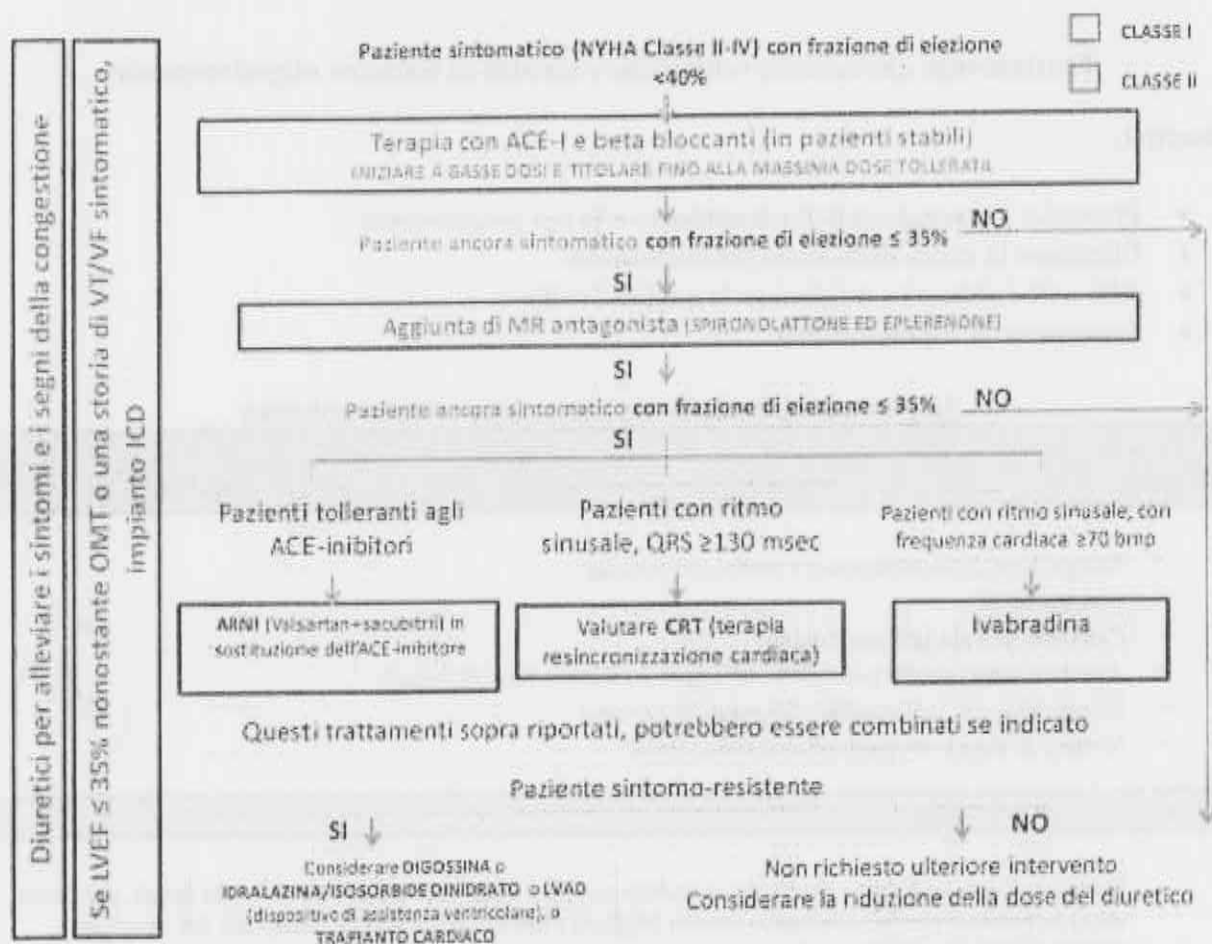 CLASSE I
CLASSE II
Diuretici per alleviare i sintomi e i segni della congestione
Se LVEF ≤ 35% nonostante OMT o una storia di VT/VF sintomatico,
impianto ICD
Paziente sintomatico (NYHA Classe II-IV) con frazione di elezione
<40%
Terapia con ACE-I e beta bloccanti (in pazienti stabili)
INIZIARE A BASSE DOSI E TITOLARE FINO ALLA MASSIMA DOSE TOLLERATA
Paziente ancora sintomatico con frazione di elezione ≤ 35%
NO
SI
Aggiunta di MR antagonista (SPIRONOLATTONE ED EPLERENONE)
SI
Paziente ancora sintomatico con frazione di elezione ≤ 35%
NO
SI
Pazienti tolleranti agli
ACE-inibitori
Pazienti con ritmo
sinusale, QRS ≥130 msec
Pazienti con ritmo sinusale, con
frequenza cardiaca ≥70 bmp
ARNI (Valsartan+sacubitril) in
sostituzione dell'ACE-inibitore
Valutare CRT (terapia
resincronizzazione cardiaca)
Ivabradina
Questi trattamenti sopra riportati, potrebbero essere combinati se indicato
Paziente sintomo-resistente
SI
NO
Considerare DIGOSSINA o
IDRALAZINA/ISOSORBIDE DINIDRATO o LVAD
(dispositivo di assistenza ventricolare), o
TRAPIANTO CARDIACO
Non richiesto ulteriore intervento
Considerare la riduzione della dose del diuretico